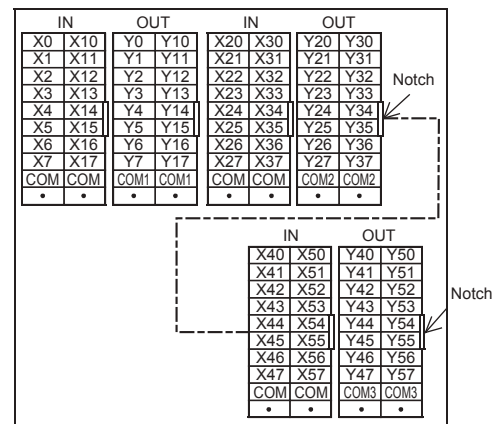 IN OUT IN OUT
X0 X10 Y0 Y10 X20 X30 Y20 Y30
X1 X11 Y1 Y11 X21 X31 Y21 Y31
X2 X12 Y2 Y12 X22 X32 Y22 Y32
X3 X13 Y3 Y13 X23 X33 Y23 Y33
Notch
X4 X14 Y4 Y14 X24 X34 Y24 Y34
X5 X15 Y5 Y15 X25 X35 Y25 Y35
X6 X16 Y6 Y16 X26 X36 Y26 Y36
X7 X17 Y7 Y17 X27 X37 Y27 Y37
COM COM COM1 COM1 COM COM COM2 COM2
• • • • • • • •
IN OUT
X40 X50 Y40 Y50
X41 X51 Y41 Y51
X42 X52 Y42 Y52
X43 X53 Y43 Y53
Notch
X44 X54 Y44 Y54
X45 X55 Y45 Y55
X46 X56 Y46 Y56
X47 X57 Y47 Y57
COM COM COM3 COM3
• • • •